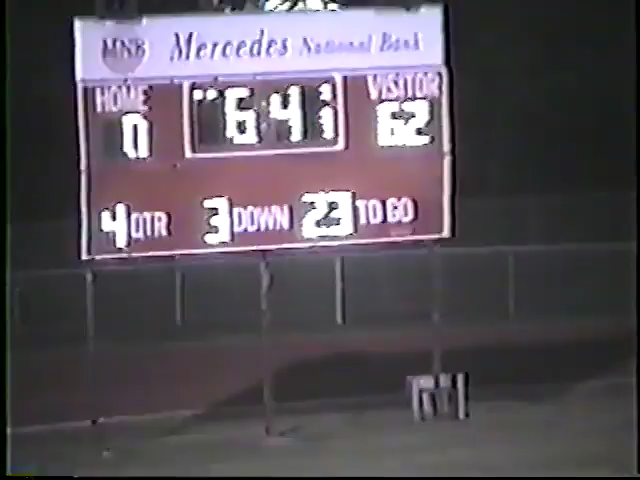 MNB Mercedes National Bank
HOME 6:41 VISITOR
0 62
4 QTR 3 DOWN 23 TO GO